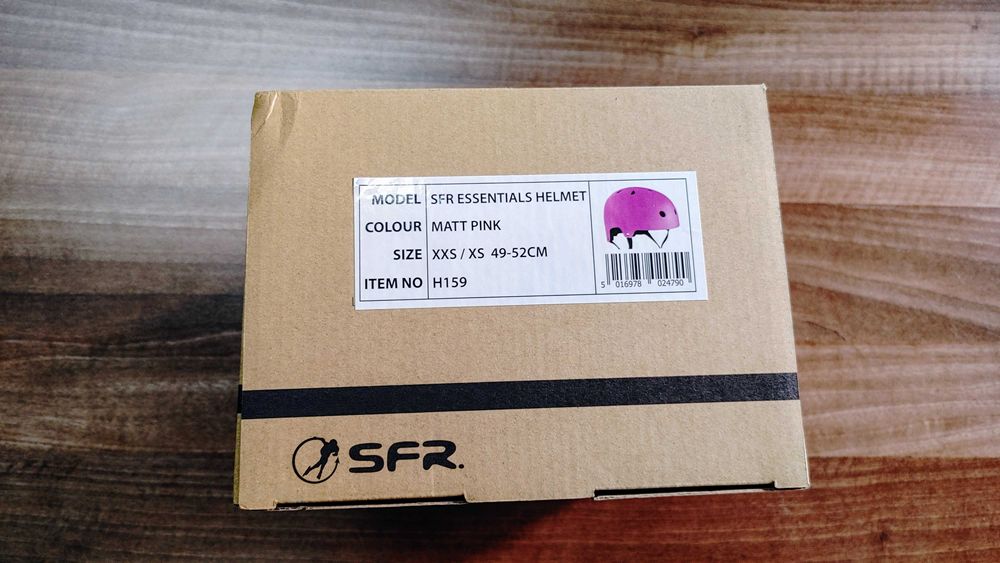 MODEL SFR ESSENTIALS HELMET
COLOUR MATT PINK
SIZE XXS / XS 49-52CM
ITEM NO H159
5 016978 024790
SFR.